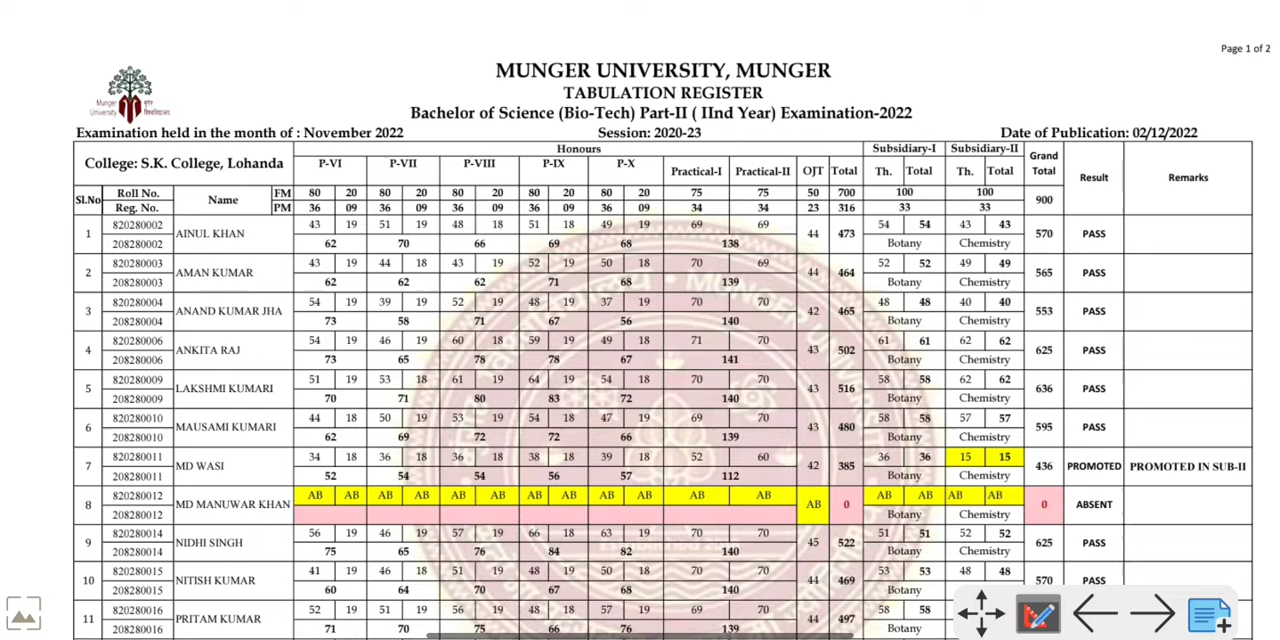 Page 1 of 2
MUNGER UNIVERSITY, MUNGER
TABULATION REGISTER
Munger University मुंगेर विश्वविद्यालय
Bachelor of Science (Bio-Tech) Part-II ( IInd Year) Examination-2022
Examination held in the month of : November 2022 Session: 2020-23 Date of Publication: 02/12/2022
College: S.K. College, Lohanda Honours Subsidiary-I Subsidiary-II Grand Total Result Remarks
P-VI P-VII P-VIII P-IX P-X Practical-I Practical-II OJT Total Th. Total Th. Total
Sl.No Roll No. Name FM 80 20 80 20 80 20 80 20 80 20 75 75 50 700 100 100 900
Reg. No. PM 36 09 36 09 36 09 36 09 36 09 34 34 23 316 33 33
820280002 43 19 51 19 48 18 51 18 49 19 69 69 54 54 43 43
1 AINUL KHAN 44 473 570 PASS
208280002 62 70 66 69 68 138 Botany Chemistry
820280003 43 19 44 18 43 19 52 19 50 18 70 69 52 52 49 49
2 AMAN KUMAR 44 464 565 PASS
208280003 62 62 62 71 68 139 Botany Chemistry
820280004 54 19 39 19 52 19 48 19 37 19 70 70 48 48 40 40
3 ANAND KUMAR JHA 42 465 553 PASS
208280004 73 58 71 67 56 140 Botany Chemistry
820280006 54 19 46 19 60 18 59 19 49 18 71 70 61 61 62 62
4 ANKITA RAJ 43 502 625 PASS
208280006 73 65 78 78 67 141 Botany Chemistry
820280009 51 19 53 18 61 19 64 19 54 18 70 70 58 58 62 62
5 LAKSHMI KUMARI 43 516 636 PASS
208280009 70 71 80 83 72 140 Botany Chemistry
820280010 44 18 50 19 53 19 54 18 47 19 69 70 58 58 57 57
6 MAUSAMI KUMARI 43 480 595 PASS
208280010 62 69 72 72 66 139 Botany Chemistry
820280011 34 18 36 18 36 18 38 18 39 18 52 60 36 36 15 15
7 MD WASI 42 385 436 PROMOTED PROMOTED IN SUB-II
208280011 52 54 54 56 57 112 Botany Chemistry
820280012 AB AB AB AB AB AB AB AB AB AB AB AB AB AB AB AB
8 MD MANUWAR KHAN AB 0 0 ABSENT
208280012 Botany Chemistry
820280014 56 19 46 19 57 19 66 18 63 19 70 70 51 51 52 52
9 NIDHI SINGH 45 522 625 PASS
208280014 75 65 76 84 82 140 Botany Chemistry
820280015 41 19 46 18 51 19 48 19 50 18 70 70 53 53 48 48
10 NITISH KUMAR 44 469 570 PASS
208280015 60 64 70 67 68 140 Botany
820280016 52 19 51 19 56 19 48 18 57 19 69 70 58 58
11 PRITAM KUMAR 44 497
208280016 71 70 75 66 76 139 Botany